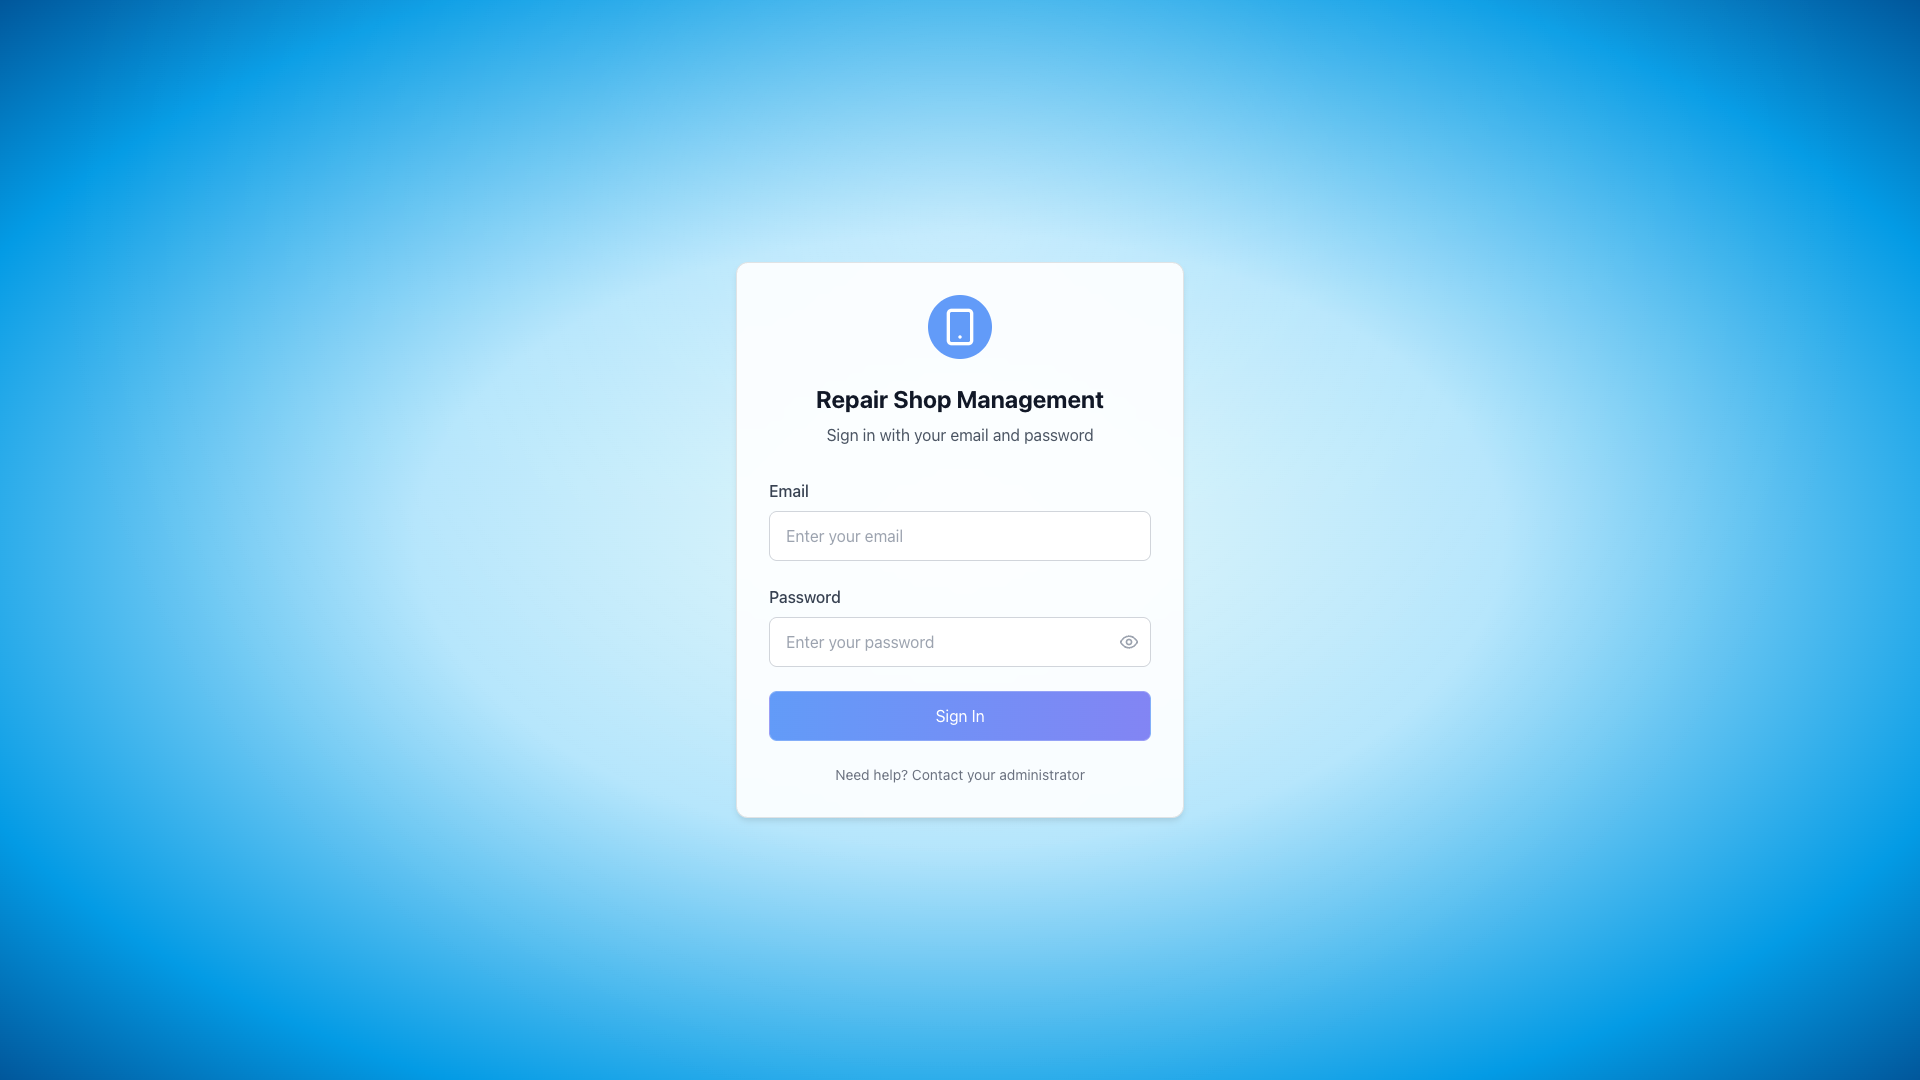 Repair Shop Management
Sign in with your email and password
Email
Enter your email
Password
Enter your password
Sign In
Need help? Contact your administrator